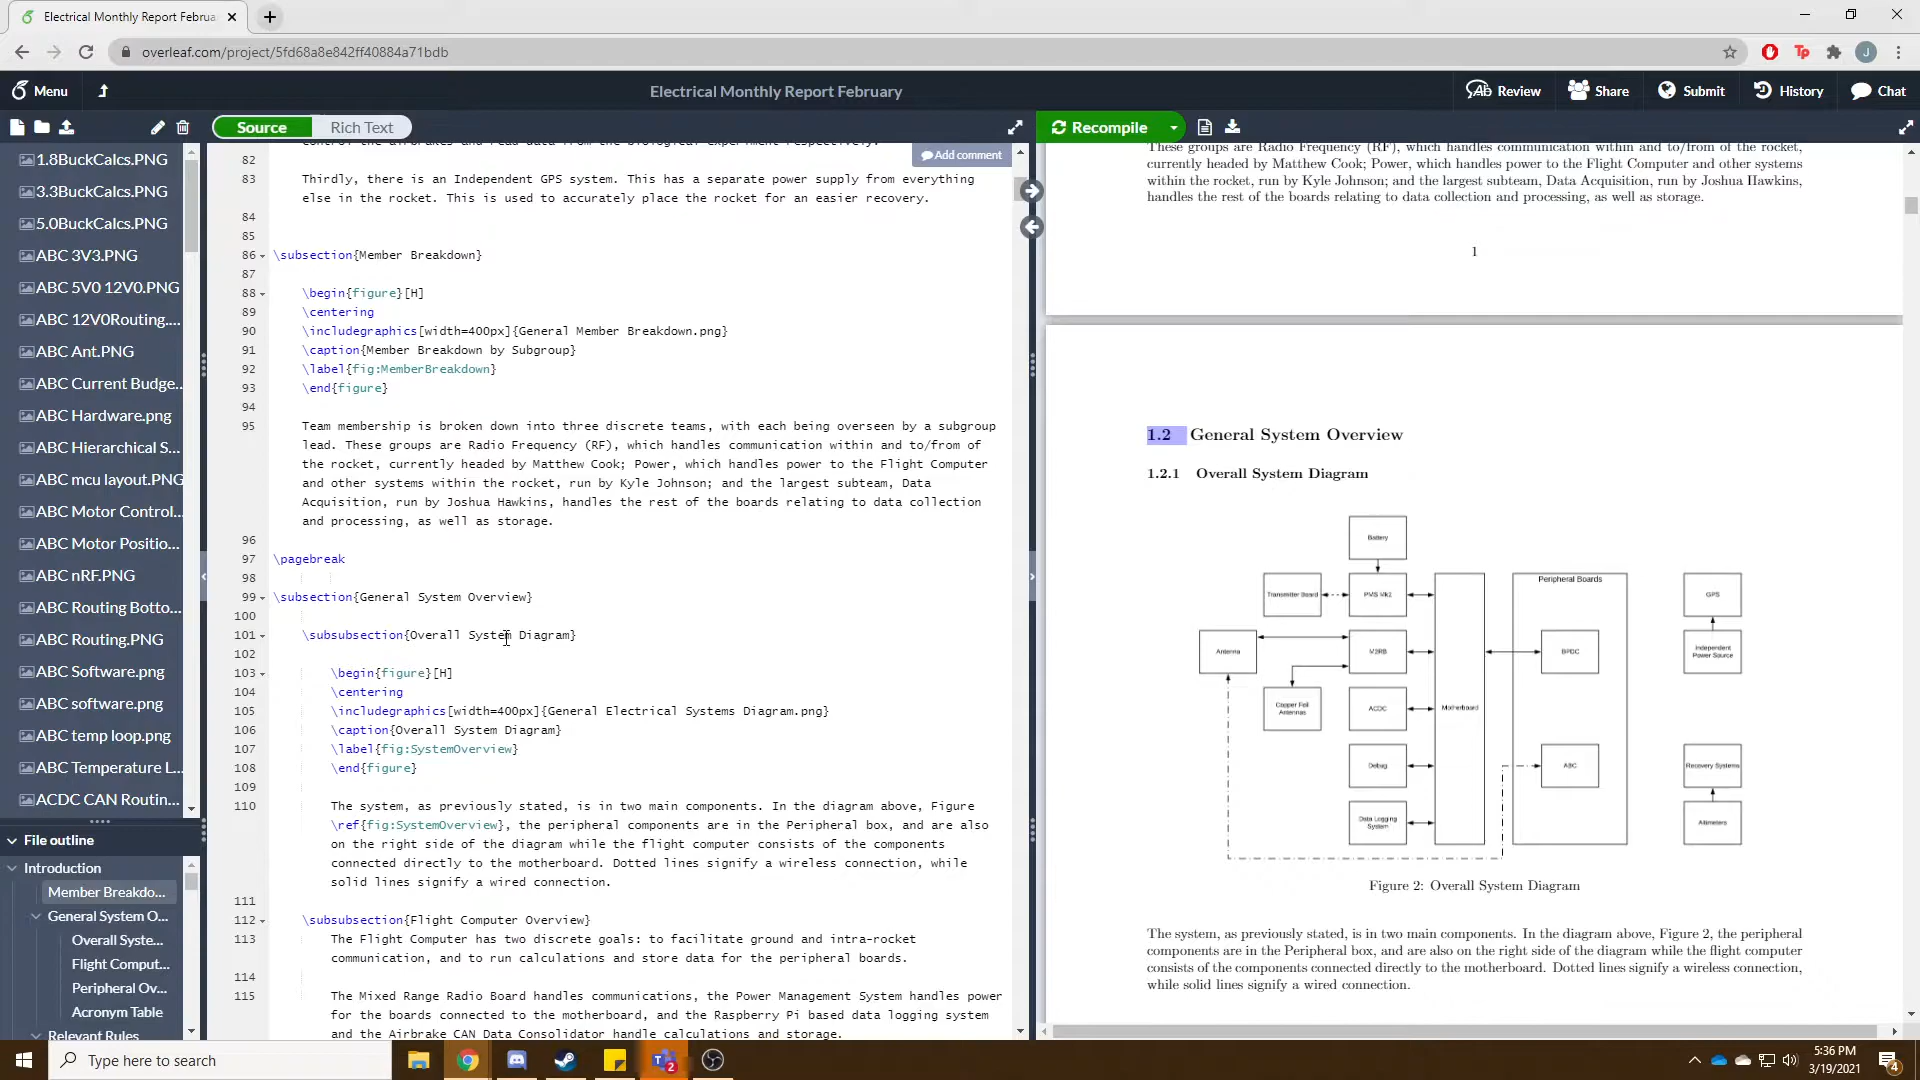 Electrical Monthly Report Februa
overleaf.com/project/5fd68a8e842ff40884a71bdb
Tp
J
Menu
Electrical Monthly Report February
Review
Share
Submit
History
Chat
Source
Rich Text
Recompile
Add comment
1.8BuckCalcs.PNG
3.3BuckCalcs.PNG
5.0BuckCalcs.PNG
ABC 3V3.PNG
ABC 5V0 12V0.PNG
ABC 12V0Routing....
ABC Ant.PNG
ABC Current Budge...
ABC Hardware.png
ABC Hierarchical S...
ABC mcu layout.PNG
ABC Motor Control...
ABC Motor Positio...
ABC nRF.PNG
ABC Routing Botto...
ABC Routing.PNG
ABC Software.png
ABC software.png
ABC temp loop.png
ABC Temperature L...
ACDC CAN Routin...
File outline
Introduction
Member Breakdo...
General System O...
Overall Syste...
Flight Comput...
Peripheral Ov...
Acronym Table
Relevant Rules
control the airbrakes and read data from the biological experiment respectively.
82
83 Thirdly, there is an Independent GPS system. This has a separate power supply from everything
else in the rocket. This is used to accurately place the rocket for an easier recovery.
84
85
86 \subsection{Member Breakdown}
87
88 \begin{figure}[H]
89 \centering
90 \includegraphics[width=400px]{General Member Breakdown.png}
91 \caption{Member Breakdown by Subgroup}
92 \label{fig:MemberBreakdown}
93 \end{figure}
94
95 Team membership is broken down into three discrete teams, with each being overseen by a subgroup
lead. These groups are Radio Frequency (RF), which handles communication within and to/from of
the rocket, currently headed by Matthew Cook; Power, which handles power to the Flight Computer
and other systems within the rocket, run by Kyle Johnson; and the largest subteam, Data
Acquisition, run by Joshua Hawkins, handles the rest of the boards relating to data collection
and processing, as well as storage.
96
97 \pagebreak
98
99 \subsection{General System Overview}
100
101 \subsubsection{Overall System Diagram}
102
103 \begin{figure}[H]
104 \centering
105 \includegraphics[width=400px]{General Electrical Systems Diagram.png}
106 \caption{Overall System Diagram}
107 \label{fig:SystemOverview}
108 \end{figure}
109
110 The system, as previously stated, is in two main components. In the diagram above, Figure
\ref{fig:SystemOverview}, the peripheral components are in the Peripheral box, and are also
on the right side of the diagram while the flight computer consists of the components
connected directly to the motherboard. Dotted lines signify a wireless connection, while
solid lines signify a wired connection.
111
112 \subsubsection{Flight Computer Overview}
113 The Flight Computer has two discrete goals: to facilitate ground and intra-rocket
communication, and to run calculations and store data for the peripheral boards.
114
115 The Mixed Range Radio Board handles communications, the Power Management System handles power
for the boards connected to the motherboard, and the Raspberry Pi based data logging system
and the Airbrake CAN Data Consolidator handle calculations and storage.
These groups are Radio Frequency (RF), which handles communication within and to/from of the rocket,
currently headed by Matthew Cook; Power, which handles power to the Flight Computer and other systems
within the rocket, run by Kyle Johnson; and the largest subteam, Data Acquisition, run by Joshua Hawkins,
handles the rest of the boards relating to data collection and processing, as well as storage.
1
1.2 General System Overview
1.2.1 Overall System Diagram
Battery
Peripheral Boards
Transmitter Board
PMS Mk2
GPS
Antenna
M2RB
BPDC
Independent
Power Source
Copper Foil
Antennas
ACDC
Motherboard
Debug
ABC
Recovery Systems
Data Logging
System
Altimeters
Figure 2: Overall System Diagram
The system, as previously stated, is in two main components. In the diagram above, Figure 2, the peripheral
components are in the Peripheral box, and are also on the right side of the diagram while the flight computer
consists of the components connected directly to the motherboard. Dotted lines signify a wireless connection,
while solid lines signify a wired connection.
Type here to search
2
5:36 PM
3/19/2021
4